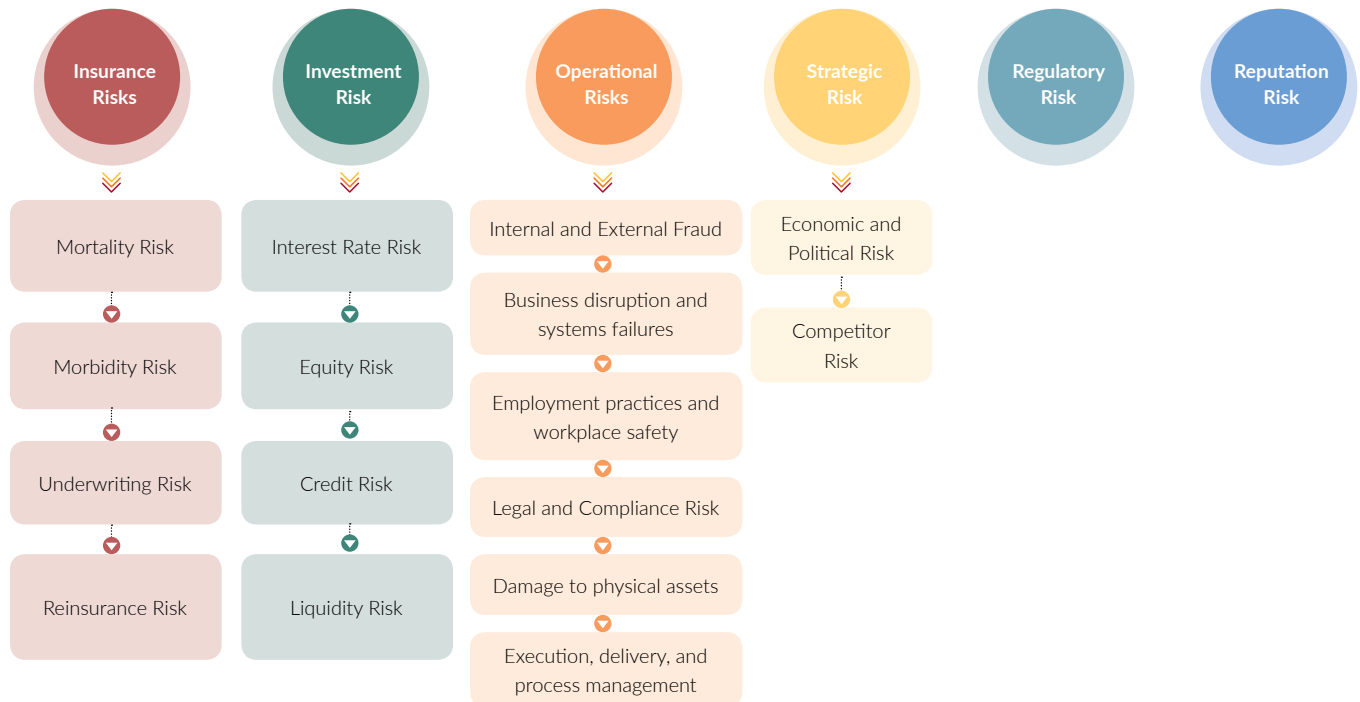 Insurance
Risks
Investment
Risk
Operational
Risks
Strategic
Risk
Regulatory
Risk
Reputation
Risk
Mortality Risk
Morbidity Risk
Underwriting Risk
Reinsurance Risk
Interest Rate Risk
Equity Risk
Credit Risk
Liquidity Risk
Internal and External Fraud
Business disruption and
systems failures
Employment practices and
workplace safety
Legal and Compliance Risk
Damage to physical assets
Execution, delivery, and
process management
Economic and
Political Risk
Competitor
Risk